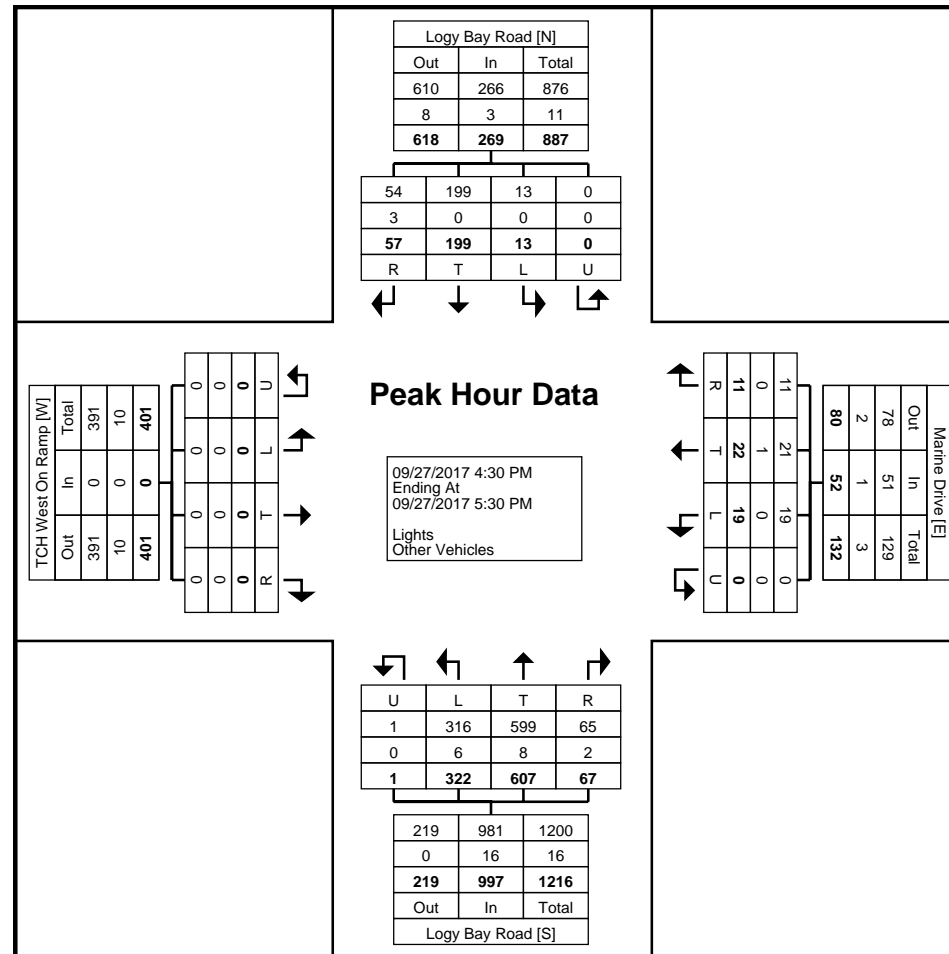 Logy Bay Road [N]
Out In Total
610 266 876
8 3 11
618 269 887
54 199 13 0
3 0 0 0
57 199 13 0
R T L U
Peak Hour Data
09/27/2017 4:30 PM
Ending At
09/27/2017 5:30 PM
Lights
Other Vehicles
TCH West On Ramp [W]
Out In Total
391 0 391
10 0 10
401 0 401
0 0 0 0
0 0 0 0
0 0 0 0
R T L U
Marine Drive [E]
Out In Total
78 51 129
2 1 3
80 52 132
11 21 19 0
0 1 0 0
11 22 19 0
R T L U
U L T R
1 316 599 65
0 6 8 2
1 322 607 67
219 981 1200
0 16 16
219 997 1216
Out In Total
Logy Bay Road [S]